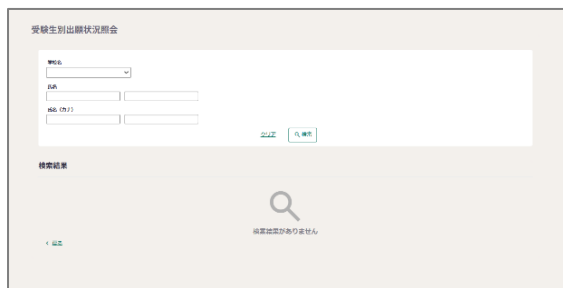 受験生別出願状況照会
学校名
氏名
氏名（カナ）
クリア 検索
検索結果
検索結果がありません
< 戻る